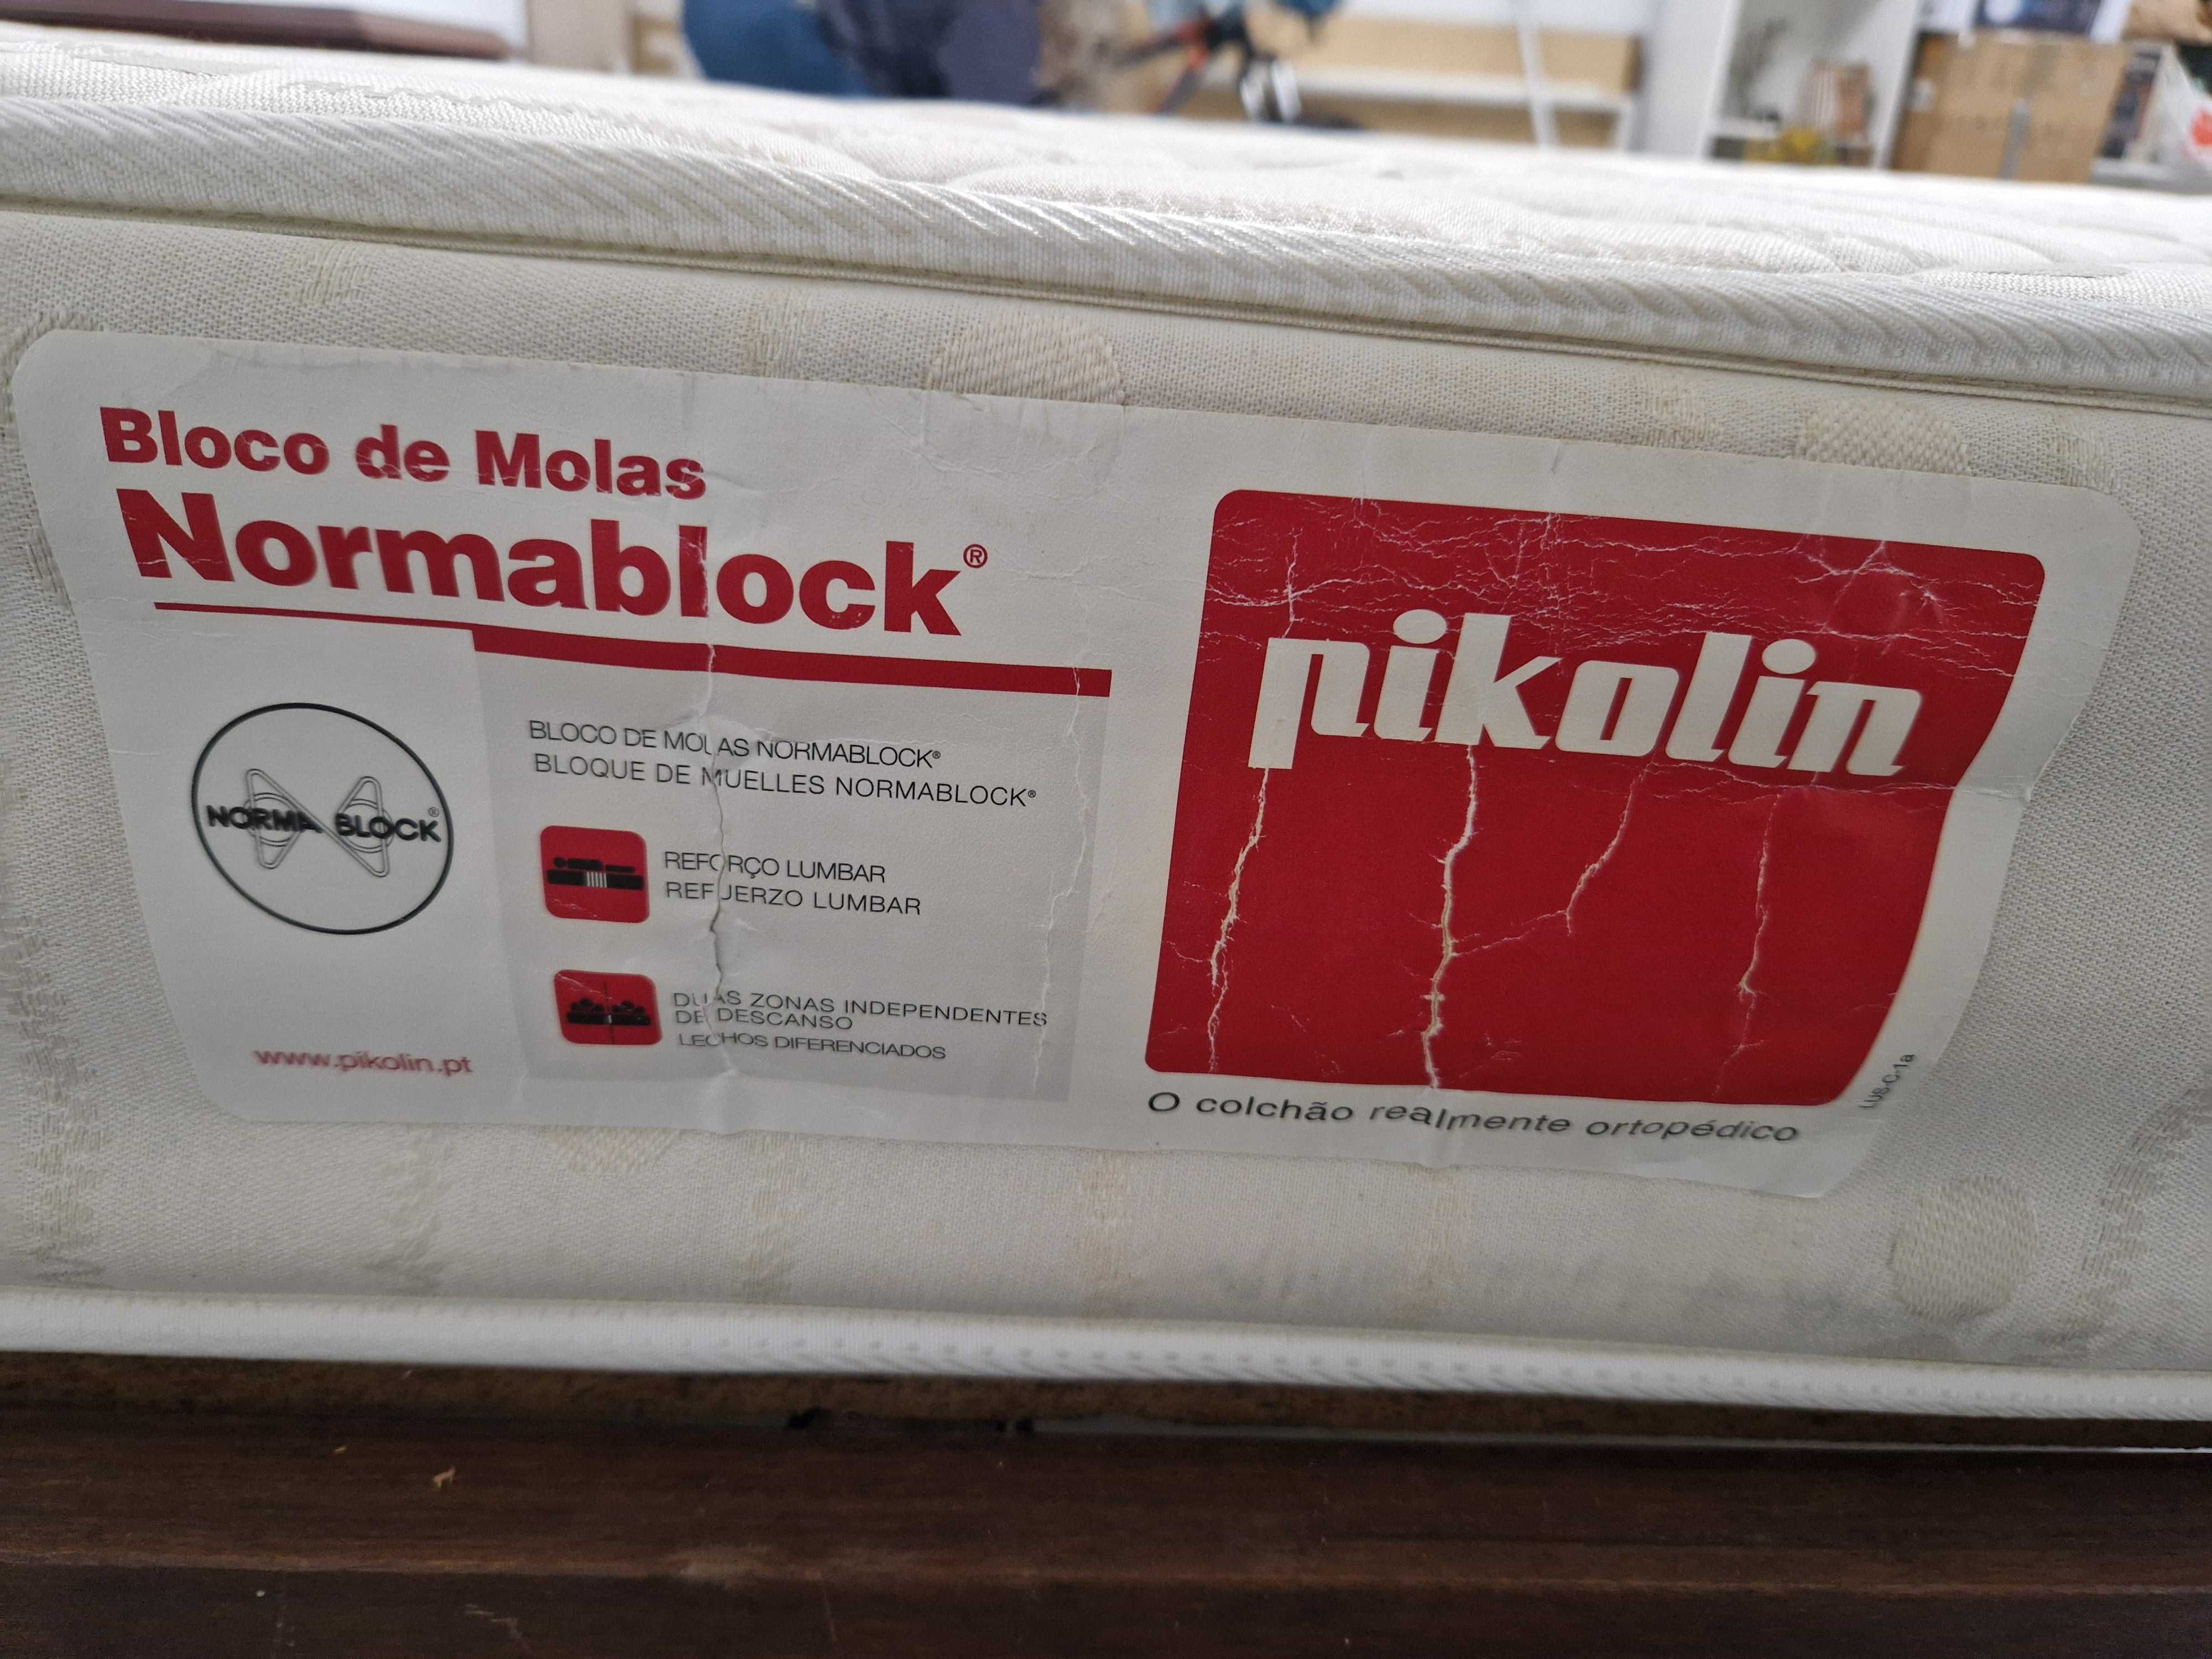 Bloco de Molas
Normablock®
NORMA BLOCK®
www.pikolin.pt
BLOCO DE MOLAS NORMABLOCK®
BLOQUE DE MUELLES NORMABLOCK®
REFORÇO LUMBAR
REFUERZO LUMBAR
DUAS ZONAS INDEPENDENTES
DE DESCANSO
LECHOS DIFERENCIADOS
pikolin
O colchão realmente ortopédico